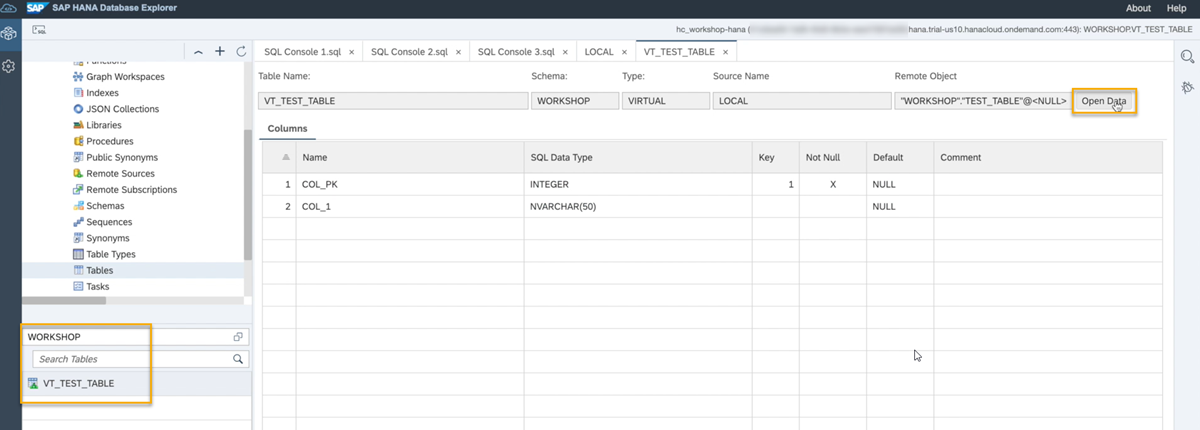 SAP SAP HANA Database Explorer About Help
hc_workshop-hana ( hana.trial-us10.hanacloud.ondemand.com:443): WORKSHOP.VT_TEST_TABLE
SQL Console 1.sql × SQL Console 2.sql × SQL Console 3.sql × LOCAL × VT_TEST_TABLE ×
Functions
Graph Workspaces
Indexes
JSON Collections
Libraries
Procedures
Public Synonyms
Remote Sources
Remote Subscriptions
Schemas
Sequences
Synonyms
Table Types
Tables
Tasks
WORKSHOP
Search Tables
VT_TEST_TABLE
Table Name: Schema: Type: Source Name Remote Object
VT_TEST_TABLE WORKSHOP VIRTUAL LOCAL "WORKSHOP"."TEST_TABLE"@<NULL> Open Data
Columns
Name SQL Data Type Key Not Null Default Comment
1 COL_PK INTEGER 1 X NULL
2 COL_1 NVARCHAR(50) NULL